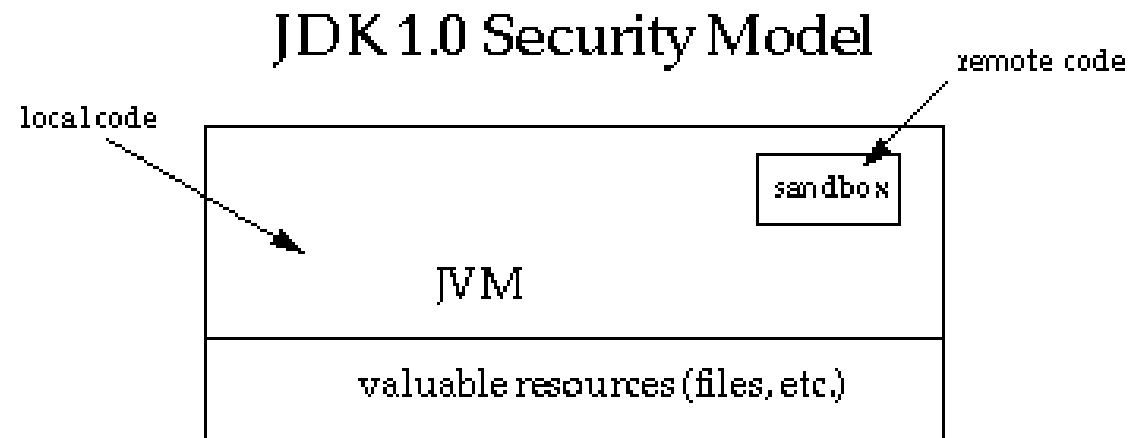 JDK 1.0 Security Model
remote code
local code
sandbox
JVM
valuable resources (files, etc.)